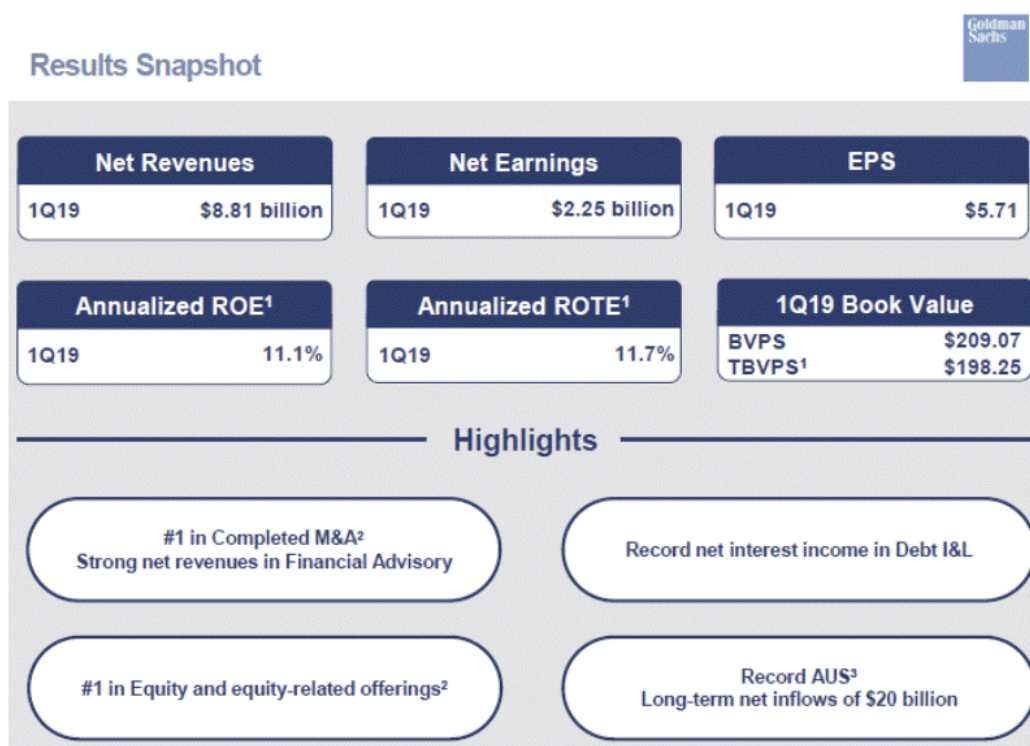 Goldman
Sachs
Results Snapshot
Net Revenues
1Q19 $8.81 billion
Net Earnings
1Q19 $2.25 billion
EPS
1Q19 $5.71
Annualized ROE¹
1Q19 11.1%
Annualized ROTE¹
1Q19 11.7%
1Q19 Book Value
BVPS $209.07
TBVPS¹ $198.25
Highlights
#1 in Completed M&A²
Strong net revenues in Financial Advisory
Record net interest income in Debt I&L
#1 in Equity and equity-related offerings²
Record AUS³
Long-term net inflows of $20 billion